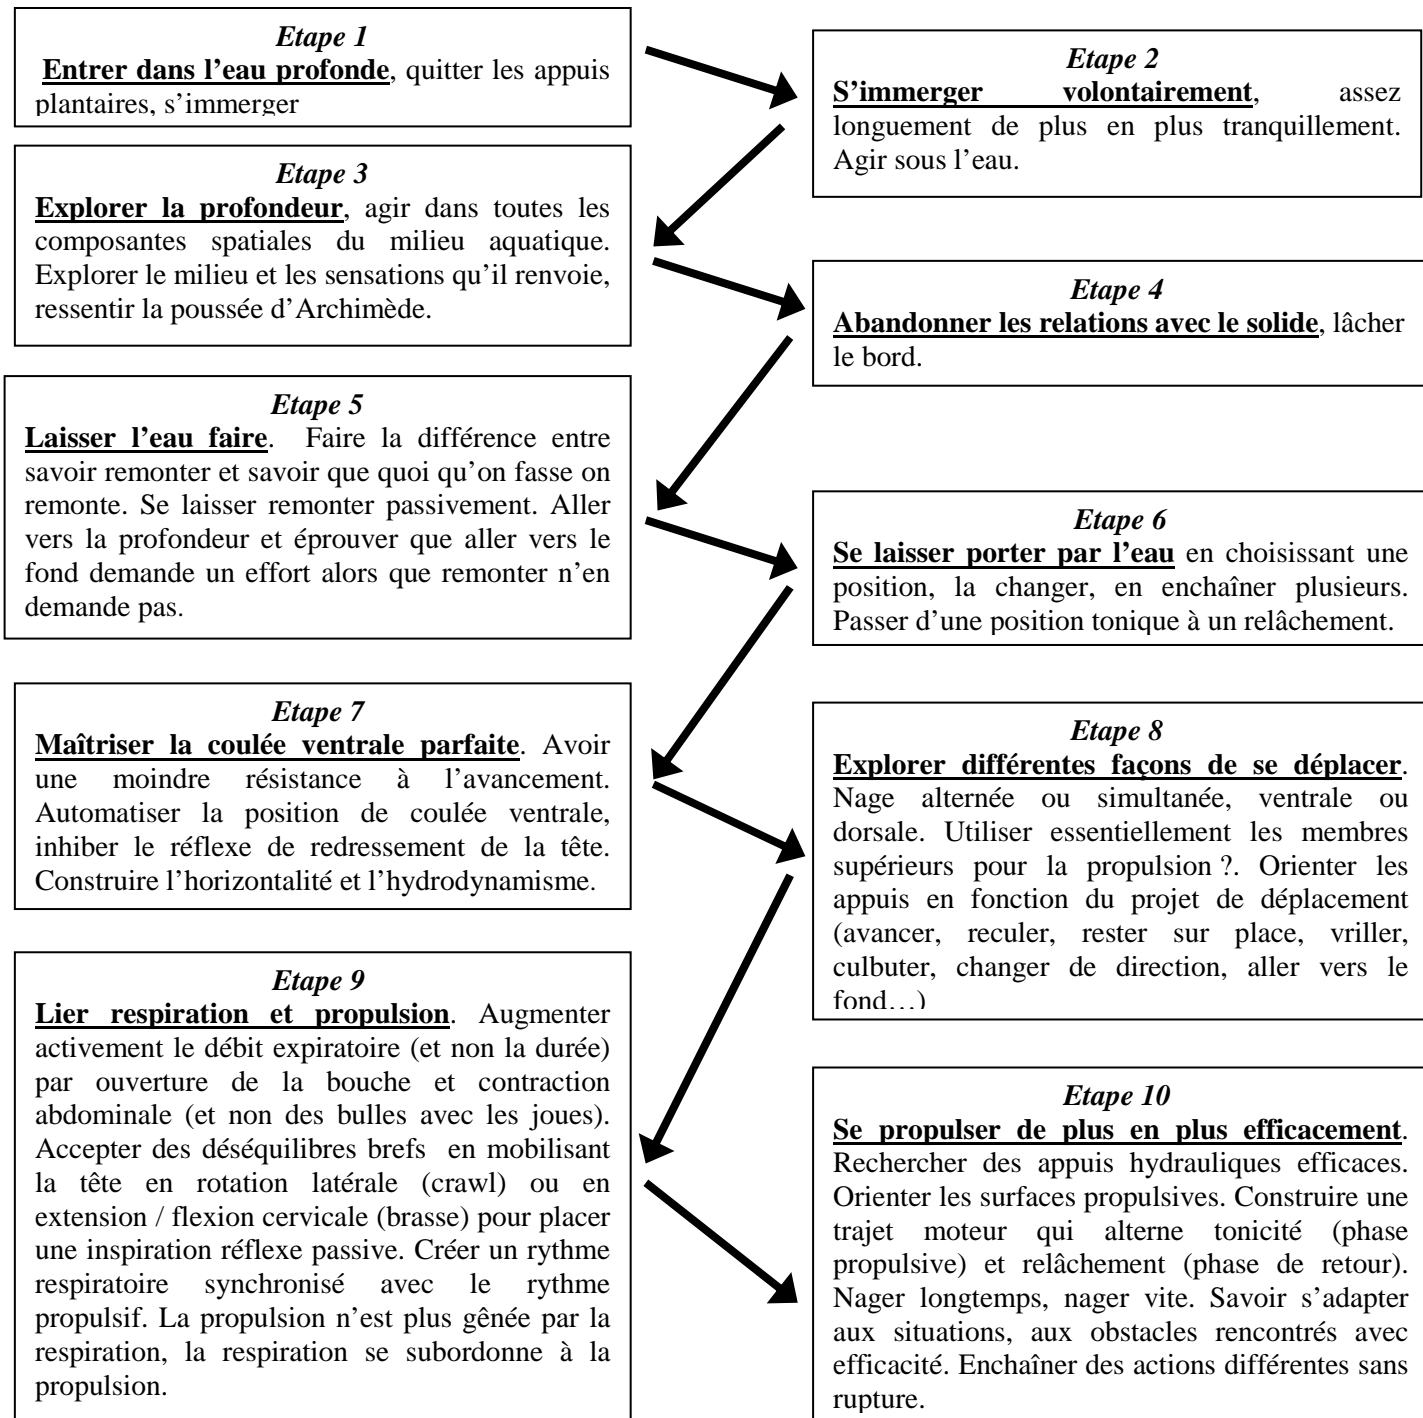 Etape 1
Entrer dans l’eau profonde, quitter les appuis
plantaires, s’immerger
Etape 2
S’immerger volontairement, assez
longuement de plus en plus tranquillement.
Agir sous l’eau.
Etape 3
Explorer la profondeur, agir dans toutes les
composantes spatiales du milieu aquatique.
Explorer le milieu et les sensations qu’il renvoie,
ressentir la poussée d’Archimède.
Etape 4
Abandonner les relations avec le solide, lâcher
le bord.
Etape 5
Laisser l’eau faire. Faire la différence entre
savoir remonter et savoir que quoi qu’on fasse on
remonte. Se laisser remonter passivement. Aller
vers la profondeur et éprouver que aller vers le
fond demande un effort alors que remonter n’en
demande pas.
Etape 6
Se laisser porter par l’eau en choisissant une
position, la changer, en enchaîner plusieurs.
Passer d’une position tonique à un relâchement.
Etape 7
Maîtriser la coulée ventrale parfaite. Avoir
une moindre résistance à l’avancement.
Automatiser la position de coulée ventrale,
inhiber le réflexe de redressement de la tête.
Construire l’horizontalité et l’hydrodynamisme.
Etape 8
Explorer différentes façons de se déplacer.
Nage alternée ou simultanée, ventrale ou
dorsale. Utiliser essentiellement les membres
supérieurs pour la propulsion ?. Orienter les
appuis en fonction du projet de déplacement
(avancer, reculer, rester sur place, vriller,
culbuter, changer de direction, aller vers le
fond…)
Etape 9
Lier respiration et propulsion. Augmenter
activement le débit expiratoire (et non la durée)
par ouverture de la bouche et contraction
abdominale (et non des bulles avec les joues).
Accepter des déséquilibres brefs en mobilisant
la tête en rotation latérale (crawl) ou en
extension / flexion cervicale (brasse) pour placer
une inspiration réflexe passive. Créer un rythme
respiratoire synchronisé avec le rythme
propulsif. La propulsion n’est plus gênée par la
respiration, la respiration se subordonne à la
propulsion.
Etape 10
Se propulser de plus en plus efficacement.
Rechercher des appuis hydrauliques efficaces.
Orienter les surfaces propulsives. Construire une
trajet moteur qui alterne tonicité (phase
propulsive) et relâchement (phase de retour).
Nager longtemps, nager vite. Savoir s’adapter
aux situations, aux obstacles rencontrés avec
efficacité. Enchaîner des actions différentes sans
rupture.